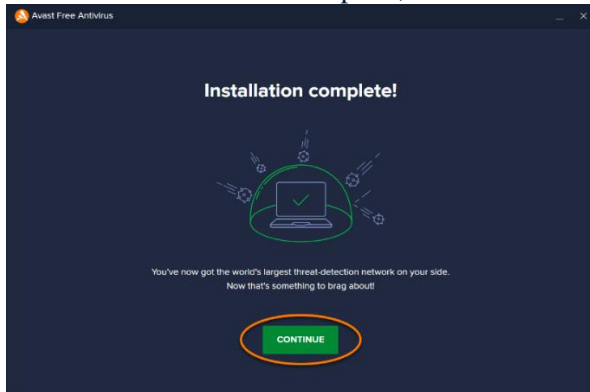 Avast Free Antivirus
Installation complete!
You've now got the world's largest threat-detection network on your side.
Now that's something to brag about!
CONTINUE